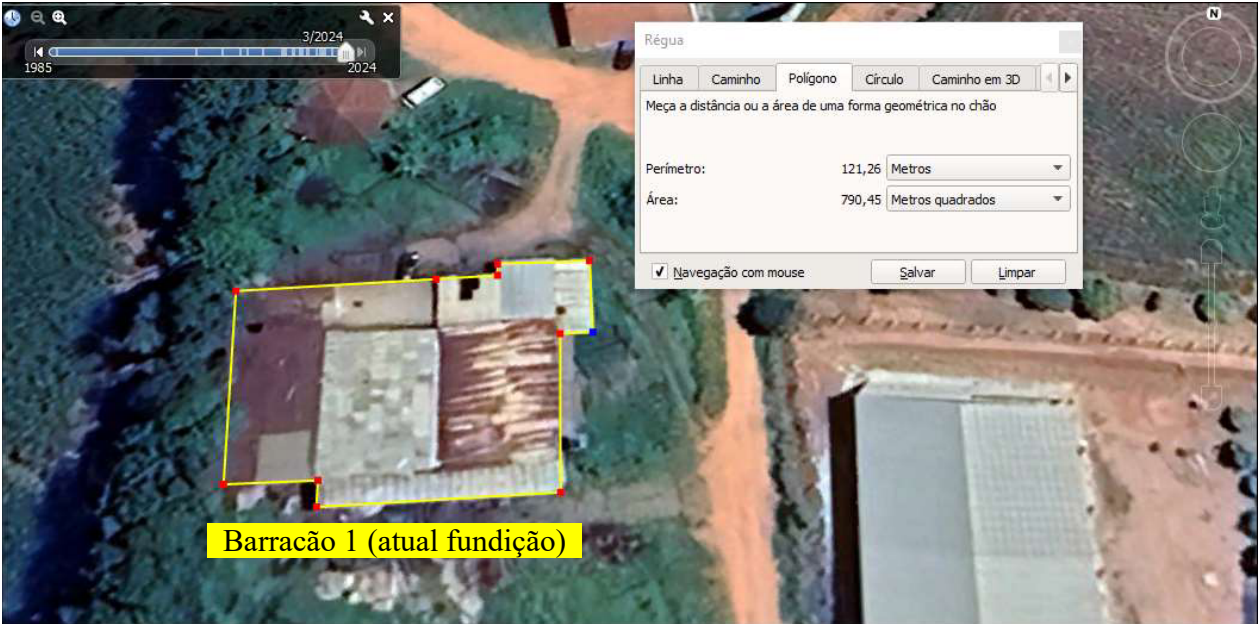 3/2024
1985
2024
N
Régua
Linha Caminho Polígono Círculo Caminho em 3D
Meça a distância ou a área de uma forma geométrica no chão
Perímetro: 121,26 Metros
Área: 790,45 Metros quadrados
Navegação com mouse Salvar Limpar
Barracão 1 (atual fundição)